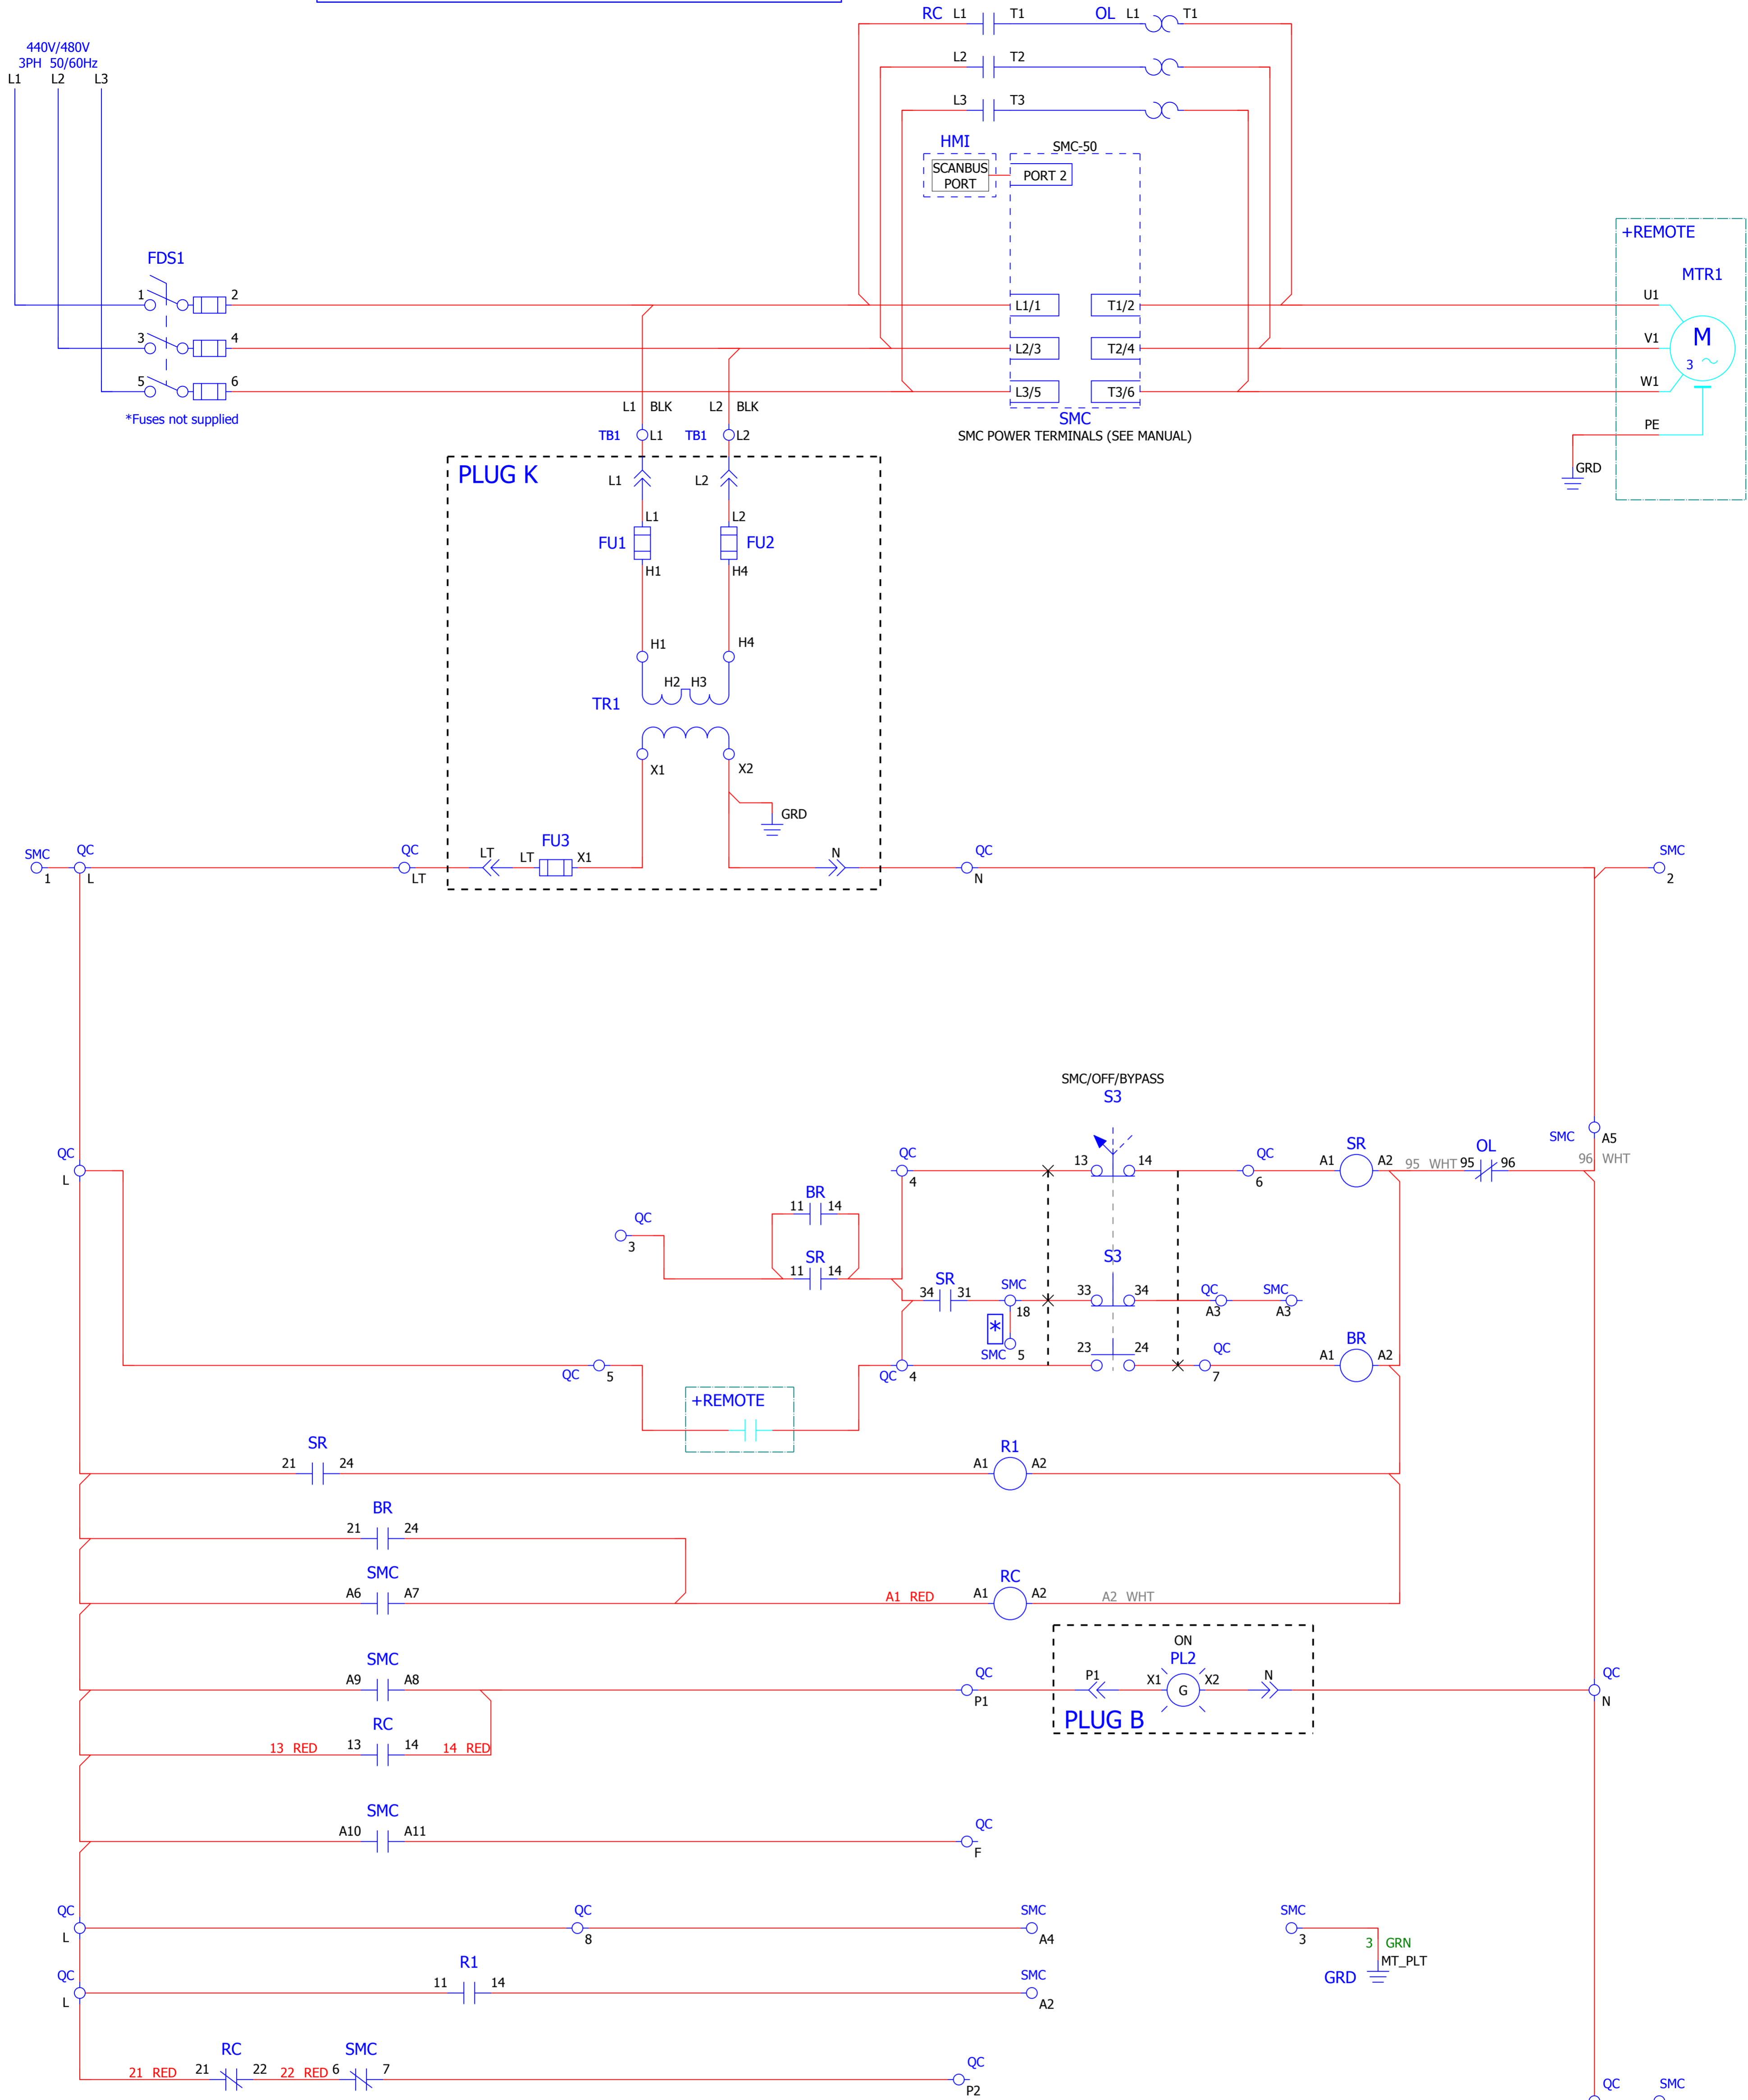 RC L1 T1 OL L1 T1
440V/480V
3PH 50/60Hz
L1 L2 L3
L2 T2
L3 T3
HMI
SMC-50
SCANBUS
PORT
PORT 2
+REMOTE
MTR1
FDS1
1 2
L1/1 T1/2
U1
3 4
L2/3 T2/4
V1
M
3
5 6
L3/5 T3/6
W1
*Fuses not supplied
L1 BLK L2 BLK
SMC
SMC POWER TERMINALS (SEE MANUAL)
PE
GRD
TB1 L1 TB1 L2
PLUG K
L1 L2
L1 L2
FU1 FU2
H1 H4
H1 H4
H2 H3
TR1
X1 X2
GRD
FU3
SMC QC QC
LT LT X1
N
QC
SMC
1 L LT
N
2
SMC/OFF/BYPASS
S3
SMC A5
QC
L
QC
4
13 14
QC
6
SR
A1 A2
95 WHT
OL
95 96
96 WHT
BR
11 14
QC
3
SR
11 14
S3
SR
34 31
SMC
18
33 34
QC
A3
SMC
A3
*
SMC 5
23 24
QC
7
BR
A1 A2
QC 5
QC 4
+REMOTE
SR
21 24
R1
A1 A2
BR
21 24
SMC
A6 A7
A1 RED
RC
A1 A2
A2 WHT
SMC
A9 A8
QC
P1
ON
PL2
P1 X1 G X2 N
PLUG B
QC
N
RC
13 RED 13 14 14 RED
SMC
A10 A11
QC
F
QC
L
QC
8
SMC
A4
SMC
3
3 GRN
MT_PLT
GRD
QC
L
R1
11 14
SMC
A2
RC SMC
21 RED 21 22 22 RED 6 7
QC
P2
QC SMC